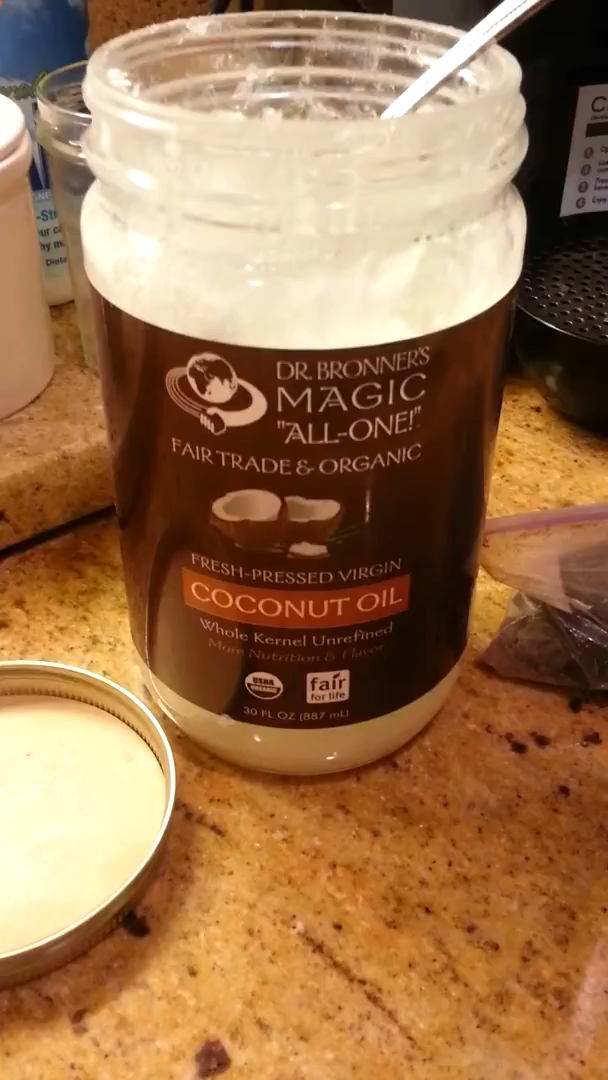 DR. BRONNER'S
MAGIC
"ALL-ONE!"
FAIR TRADE & ORGANIC
FRESH-PRESSED VIRGIN
COCONUT OIL
Whole Kernel Unrefined
More Nutrition & Flavor
USDA
ORGANIC
fair
for life
30 FL OZ (887 mL)